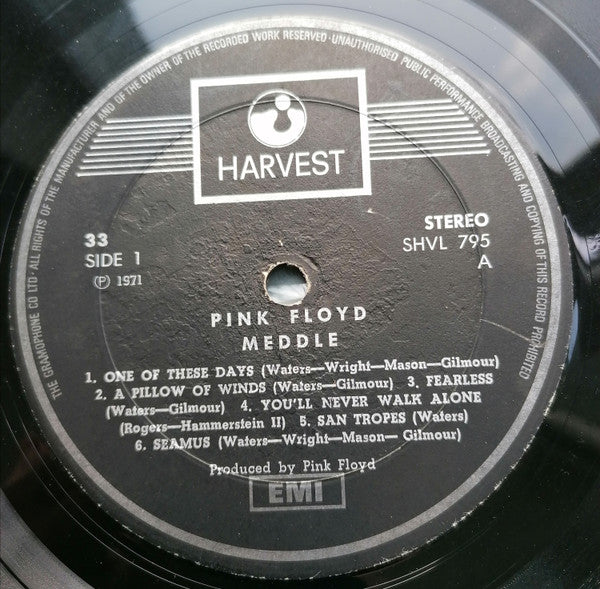 THE GRAMOPHONE CO LTD · ALL RIGHTS OF THE MANUFACTURER AND OF THE OWNER OF THE RECORDED WORK RESERVED · UNAUTHORISED PUBLIC PERFORMANCE BROADCASTING AND COPYING OF THIS RECORD PROHIBITED
HARVEST
33
SIDE 1
Ⓟ 1971
STEREO
SHVL 795
A
PINK FLOYD
MEDDLE
1. ONE OF THESE DAYS (Waters—Wright—Mason—Gilmour)
2. A PILLOW OF WINDS (Waters—Gilmour) 3. FEARLESS
(Waters—Gilmour) 4. YOU'LL NEVER WALK ALONE
(Rogers—Hammerstein II) 5. SAN TROPES (Waters)
6. SEAMUS (Waters—Wright—Mason— Gilmour)
Produced by Pink Floyd
EMI